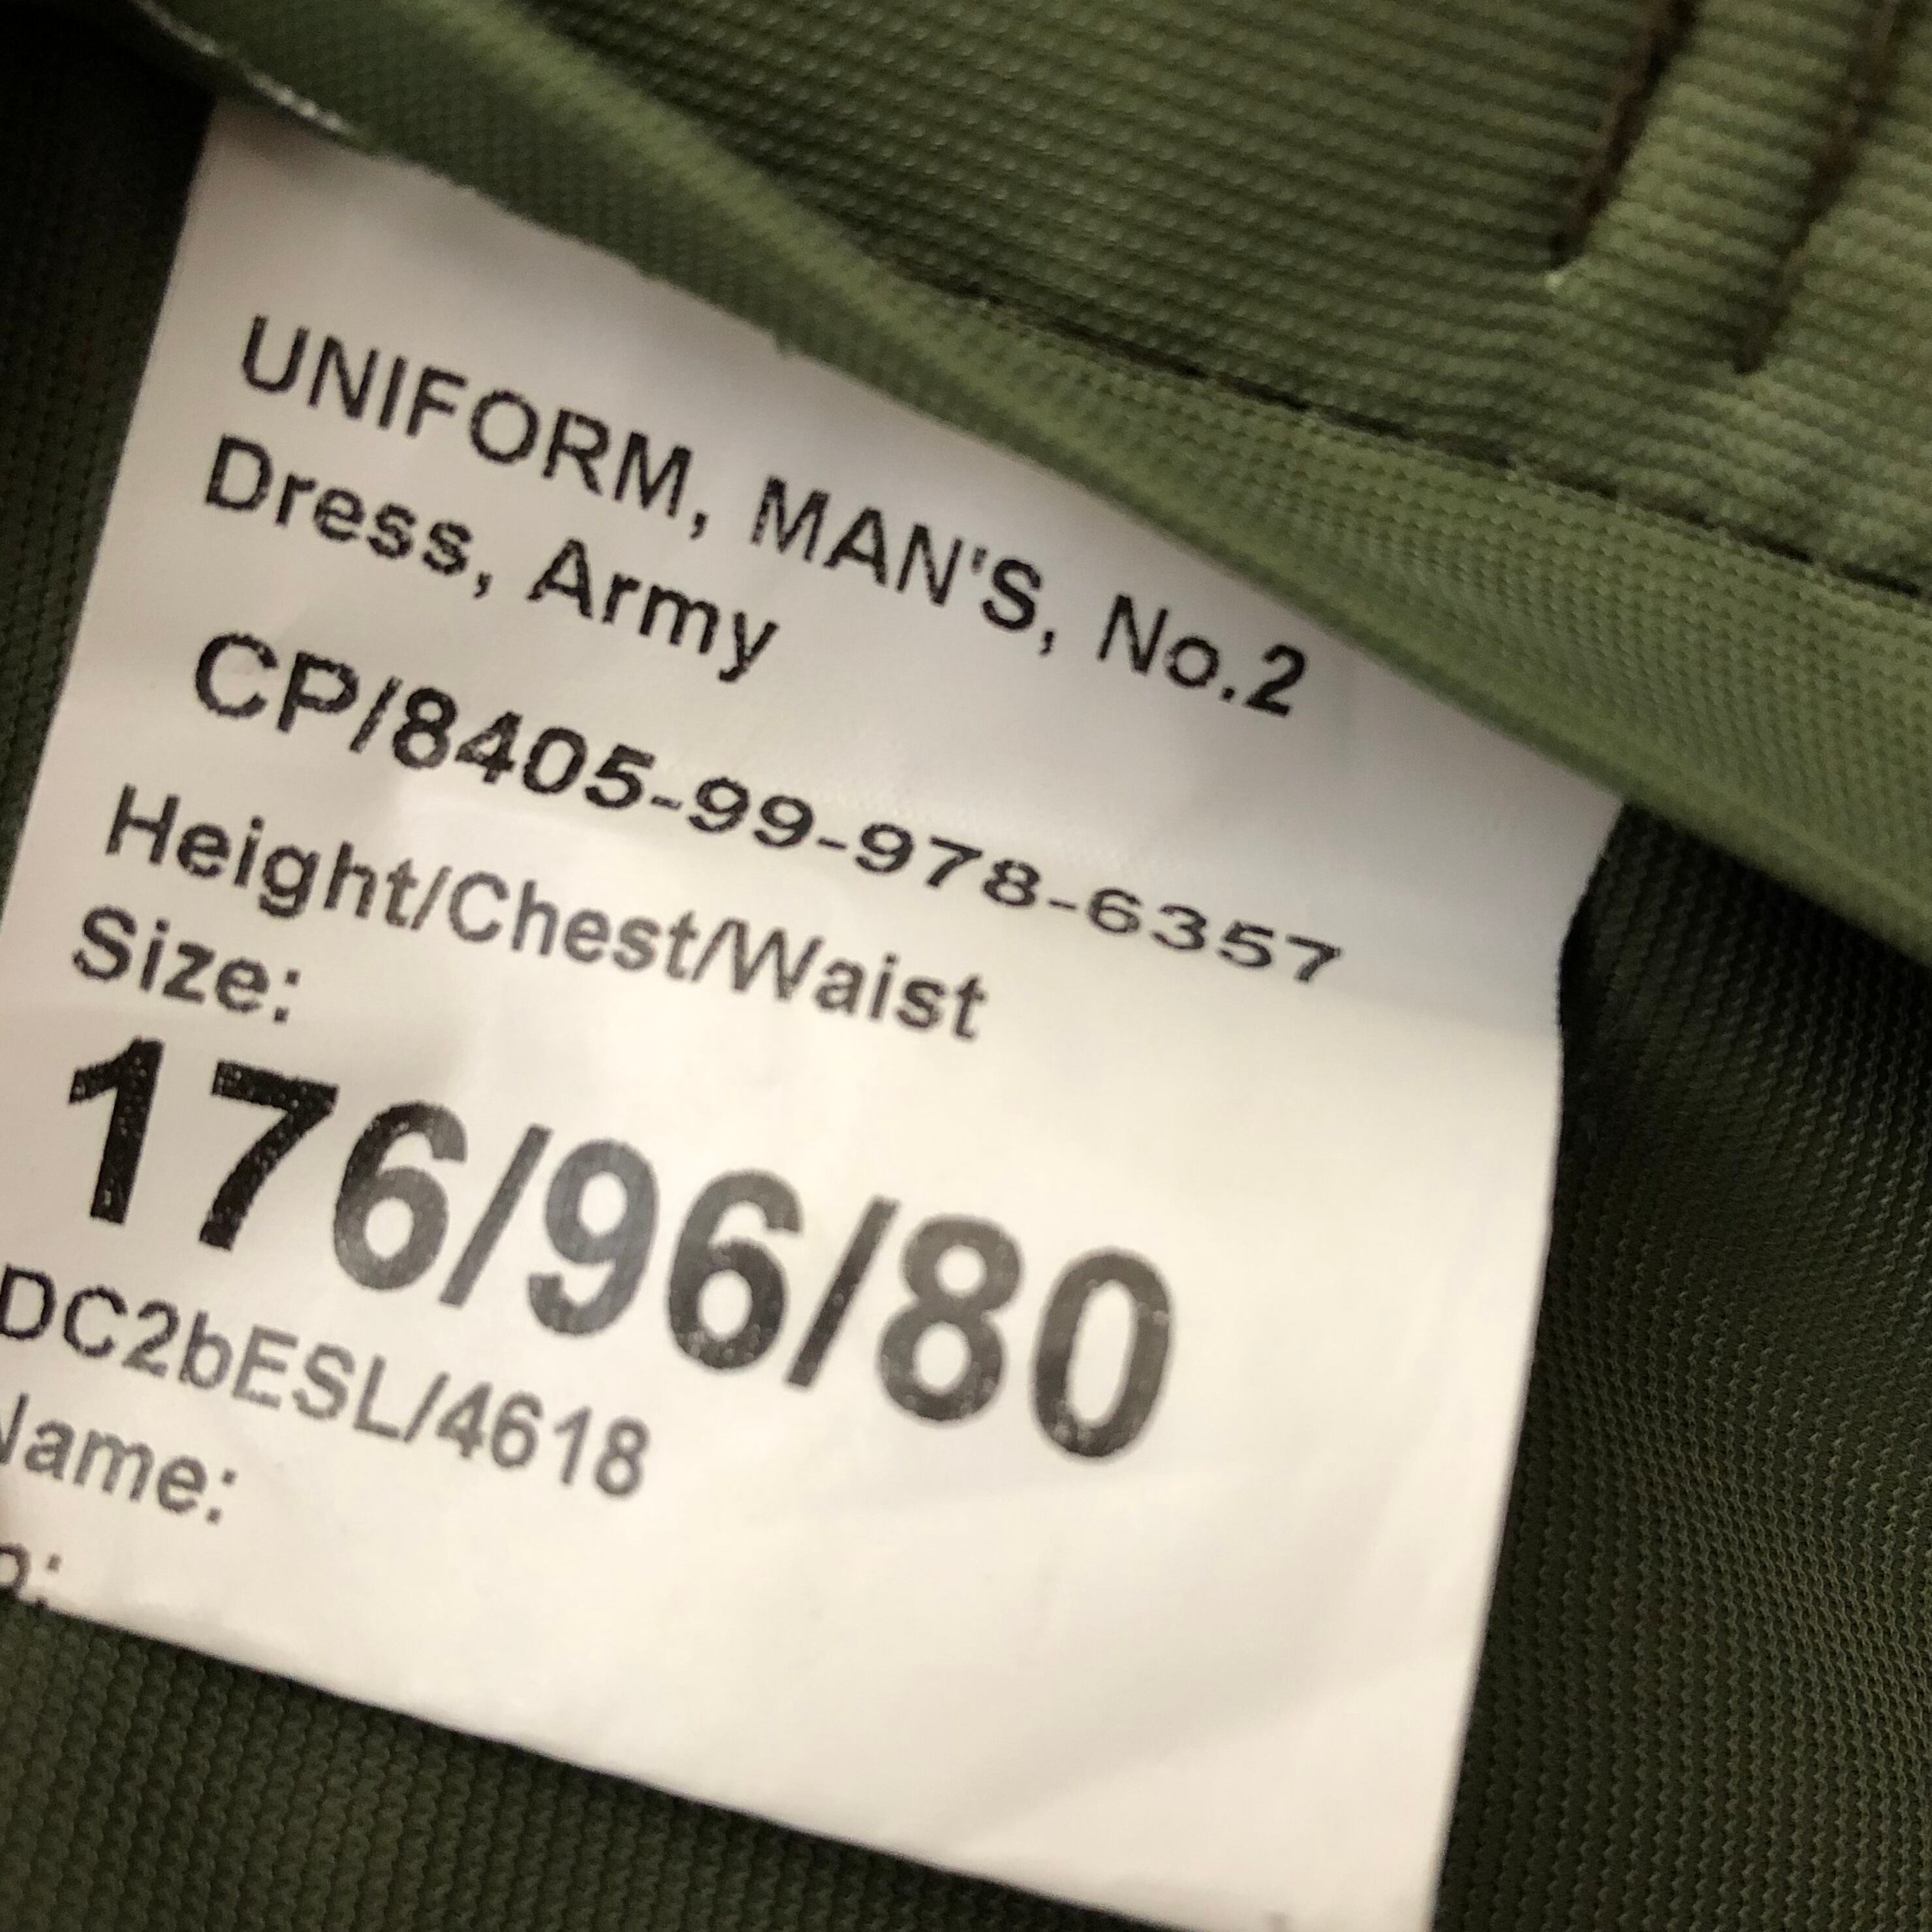 UNIFORM, MAN'S, No.2
Dress, Army
CP/8405-99-978-6357
Height/Chest/Waist
Size:
176/96/80
DC2bESL/4618
Name: